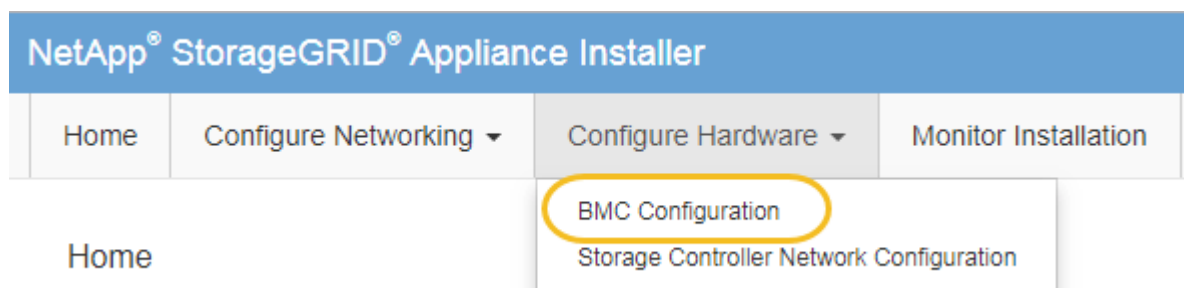 NetApp® StorageGRID® Appliance Installer
Home Configure Networking Configure Hardware Monitor Installation
BMC Configuration
Home
Storage Controller Network Configuration